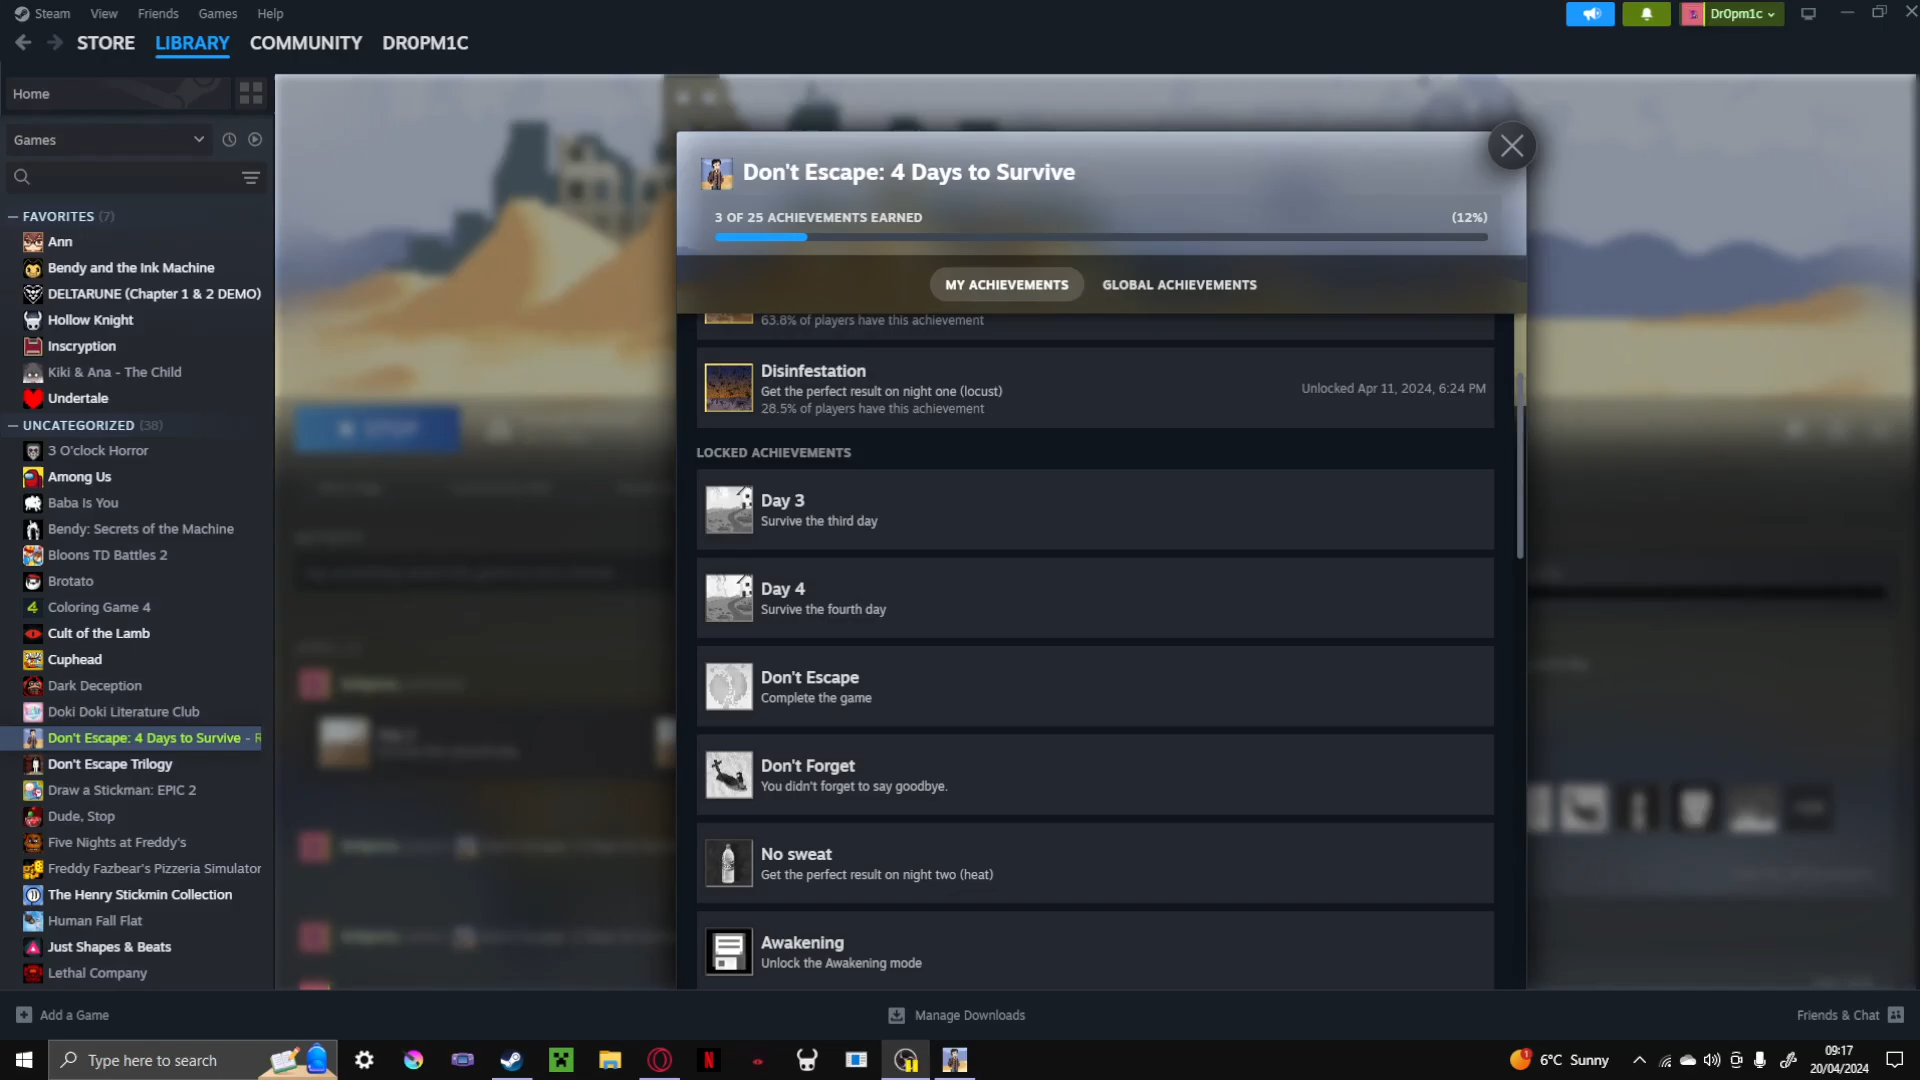 Steam View Friends Games Help Dr0pm1c
STORE LIBRARY COMMUNITY DR0PM1C
Home
Games
FAVORITES (7)
Ann
Bendy and the Ink Machine
DELTARUNE (Chapter 1 & 2 DEMO)
Hollow Knight
Inscryption
Kiki & Ana - The Child
Undertale
UNCATEGORIZED (38)
3 O'clock Horror
Among Us
Baba Is You
Bendy: Secrets of the Machine
Bloons TD Battles 2
Brotato
Coloring Game 4
Cult of the Lamb
Cuphead
Dark Deception
Doki Doki Literature Club
Don't Escape: 4 Days to Survive - R
Don't Escape Trilogy
Draw a Stickman: EPIC 2
Dude, Stop
Five Nights at Freddy's
Freddy Fazbear's Pizzeria Simulator
The Henry Stickmin Collection
Human Fall Flat
Just Shapes & Beats
Lethal Company
Don't Escape: 4 Days to Survive
3 OF 25 ACHIEVEMENTS EARNED (12%)
MY ACHIEVEMENTS GLOBAL ACHIEVEMENTS
63.8% of players have this achievement
Disinfestation
Get the perfect result on night one (locust)
28.5% of players have this achievement
Unlocked Apr 11, 2024, 6:24 PM
LOCKED ACHIEVEMENTS
Day 3
Survive the third day
Day 4
Survive the fourth day
Don't Escape
Complete the game
Don't Forget
You didn't forget to say goodbye.
No sweat
Get the perfect result on night two (heat)
Awakening
Unlock the Awakening mode
STOP
Add a Game Manage Downloads Friends & Chat
Type here to search 6°C Sunny 09:17
20/04/2024